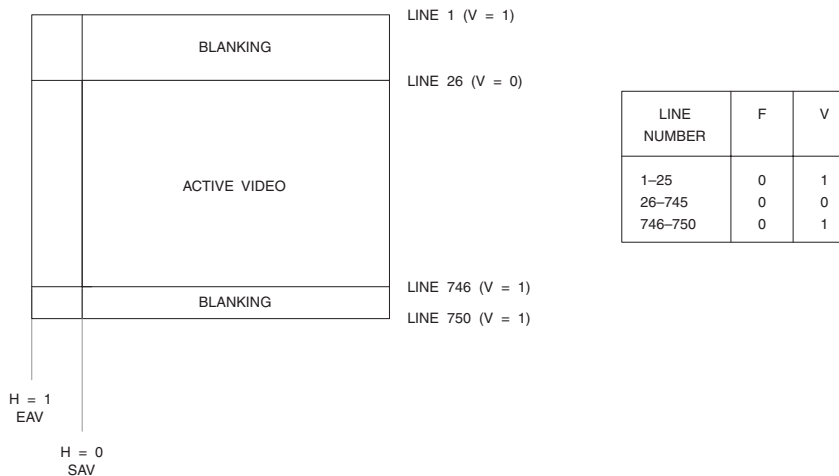 LINE 1 (V = 1)
BLANKING
LINE 26 (V = 0)
ACTIVE VIDEO
LINE 746 (V = 1)
BLANKING
LINE 750 (V = 1)
H = 1
EAV
H = 0
SAV
LINE NUMBER F V
1–25 0 1
26–745 0 0
746–750 0 1